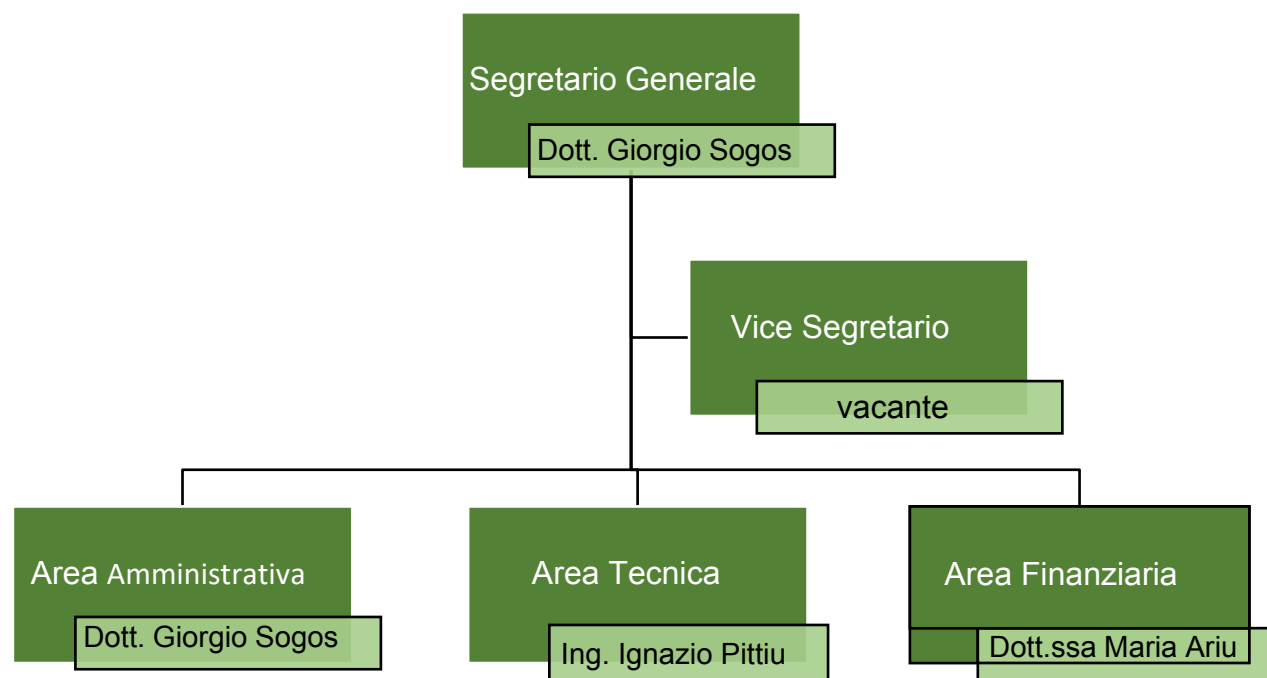 Segretario Generale
Dott. Giorgio Sogos
Vice Segretario
vacante
Area Amministrativa
Dott. Giorgio Sogos
Area Tecnica
Ing. Ignazio Pittiu
Area Finanziaria
Dott.ssa Maria Ariu